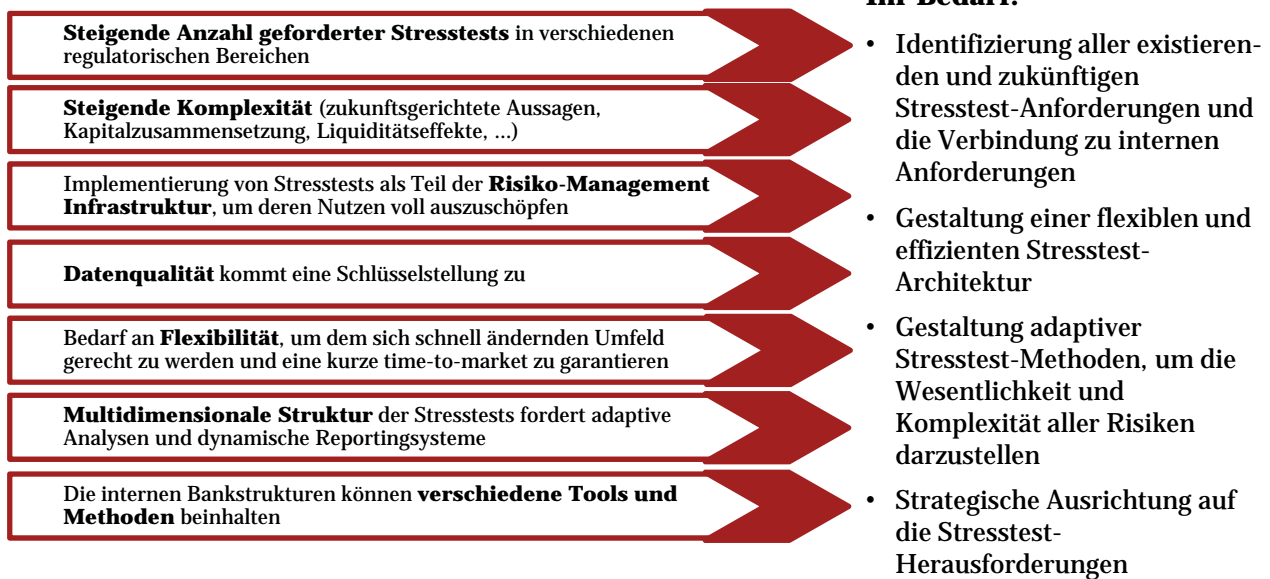 Steigende Anzahl geforderter Stresstests in verschiedenen
regulatorischen Bereichen
Steigende Komplexität (zukunftsgerichtete Aussagen,
Kapitalzusammensetzung, Liquiditätseffekte, ...)
Implementierung von Stresstests als Teil der Risiko-Management
Infrastruktur, um deren Nutzen voll auszuschöpfen
Datenqualität kommt eine Schlüsselstellung zu
Bedarf an Flexibilität, um dem sich schnell ändernden Umfeld
gerecht zu werden und eine kurze time-to-market zu garantieren
Multidimensionale Struktur der Stresstests fordert adaptive
Analysen und dynamische Reportingsysteme
Die internen Bankstrukturen können verschiedene Tools und
Methoden beinhalten
Ihr Bedarf:
• Identifizierung aller existieren-
den und zukünftigen
Stresstest-Anforderungen und
die Verbindung zu internen
Anforderungen
• Gestaltung einer flexiblen und
effizienten Stresstest-
Architektur
• Gestaltung adaptiver
Stresstest-Methoden, um die
Wesentlichkeit und
Komplexität aller Risiken
darzustellen
• Strategische Ausrichtung auf
die Stresstest-
Herausforderungen